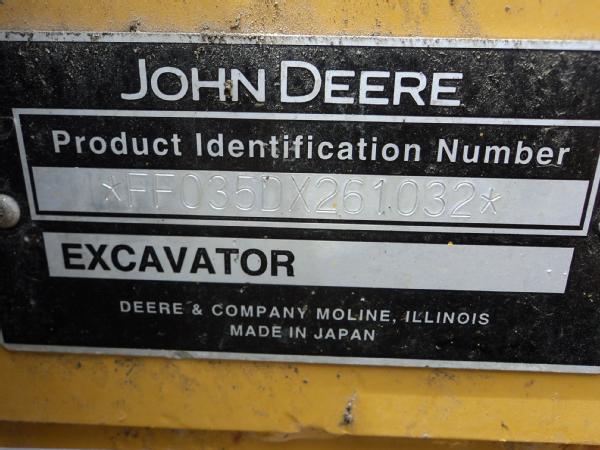 JOHN DEERE
Product Identification Number
*FF035DX261032*
EXCAVATOR
DEERE & COMPANY MOLINE, ILLINOIS
MADE IN JAPAN